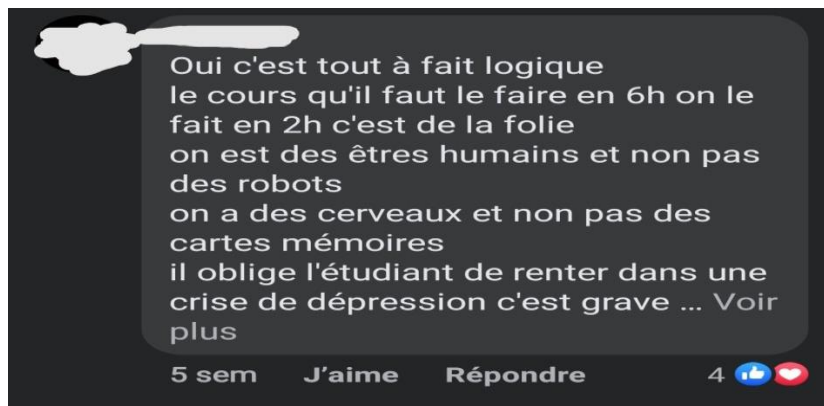 Oui c'est tout à fait logique
le cours qu'il faut le faire en 6h on le
fait en 2h c'est de la folie
on est des êtres humains et non pas
des robots
on a des cerveaux et non pas des
cartes mémoires
il oblige l'étudiant de renter dans une
crise de dépression c'est grave ... Voir
plus
5 sem J'aime Répondre 4